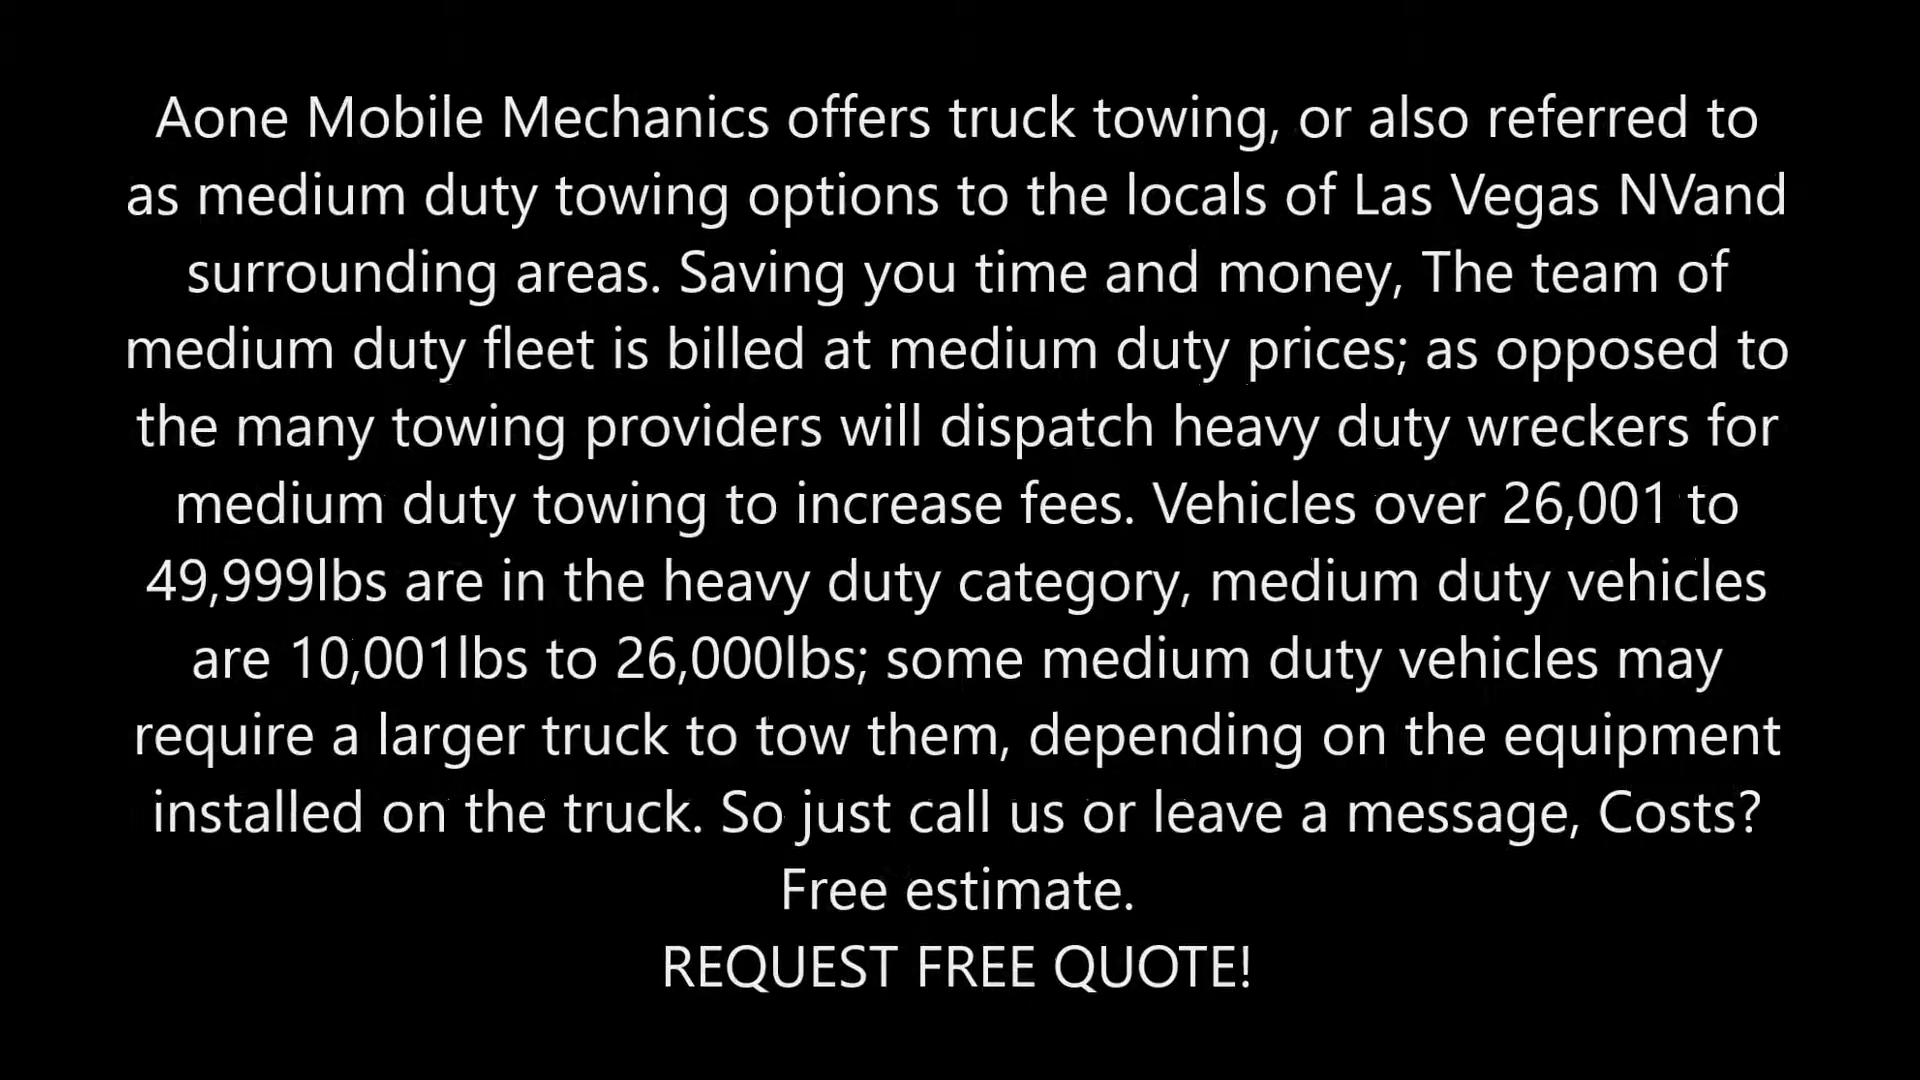 Aone Mobile Mechanics offers truck towing, or also referred to
as medium duty towing options to the locals of Las Vegas NVand
surrounding areas. Saving you time and money, The team of
medium duty fleet is billed at medium duty prices; as opposed to
the many towing providers will dispatch heavy duty wreckers for
medium duty towing to increase fees. Vehicles over 26,001 to
49,999lbs are in the heavy duty category, medium duty vehicles
are 10,001lbs to 26,000lbs; some medium duty vehicles may
require a larger truck to tow them, depending on the equipment
installed on the truck. So just call us or leave a message, Costs?
Free estimate.
REQUEST FREE QUOTE!